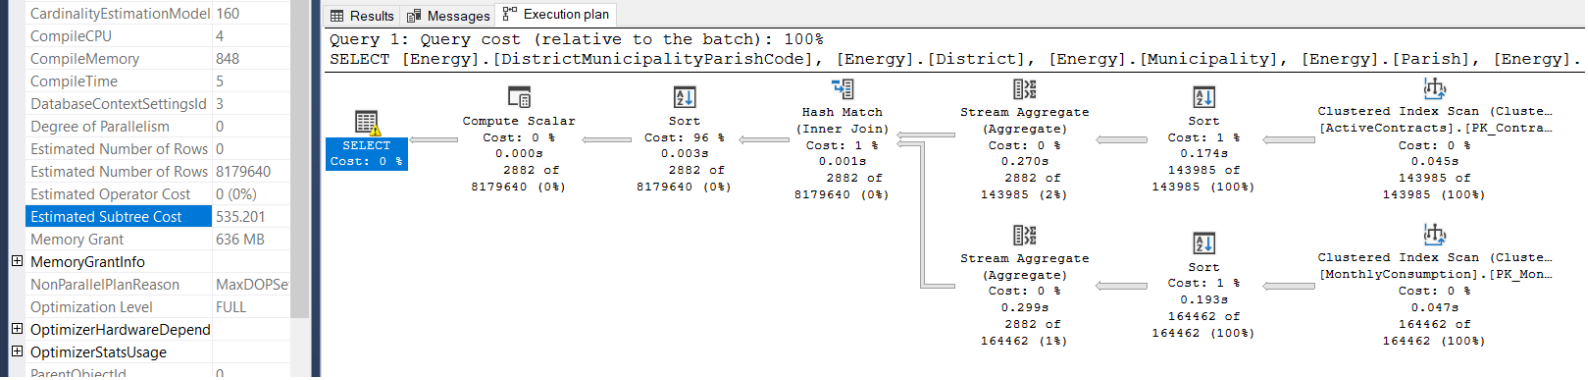 CardinalityEstimationModel 160
CompileCPU 4
CompileMemory 848
CompileTime 5
DatabaseContextSettingsId 3
Degree of Parallelism 0
Estimated Number of Rows 0
Estimated Number of Rows 8179640
Estimated Operator Cost 0 (0%)
Estimated Subtree Cost 535.201
Memory Grant 636 MB
MemoryGrantInfo
NonParallelPlanReason MaxDOPSe
Optimization Level FULL
OptimizerHardwareDepend
OptimizerStatsUsage
ParentObjectId 0
Results Messages Execution plan
Query 1: Query cost (relative to the batch): 100%
SELECT [Energy].[DistrictMunicipalityParishCode], [Energy].[District], [Energy].[Municipality], [Energy].[Parish], [Energy].
SELECT
Cost: 0 %
Compute Scalar
Cost: 0 %
0.000s
2882 of
8179640 (0%)
Sort
Cost: 96 %
0.003s
2882 of
8179640 (0%)
Hash Match
(Inner Join)
Cost: 1 %
0.001s
2882 of
8179640 (0%)
Stream Aggregate
(Aggregate)
Cost: 0 %
0.270s
2882 of
143985 (2%)
Sort
Cost: 1 %
0.174s
143985 of
143985 (100%)
Clustered Index Scan (Cluste...
[ActiveContracts].[PK_Contra...
Cost: 0 %
0.045s
143985 of
143985 (100%)
Stream Aggregate
(Aggregate)
Cost: 0 %
0.299s
2882 of
164462 (1%)
Sort
Cost: 1 %
0.193s
164462 of
164462 (100%)
Clustered Index Scan (Cluste...
[MonthlyConsumption].[PK_Mon...
Cost: 0 %
0.047s
164462 of
164462 (100%)